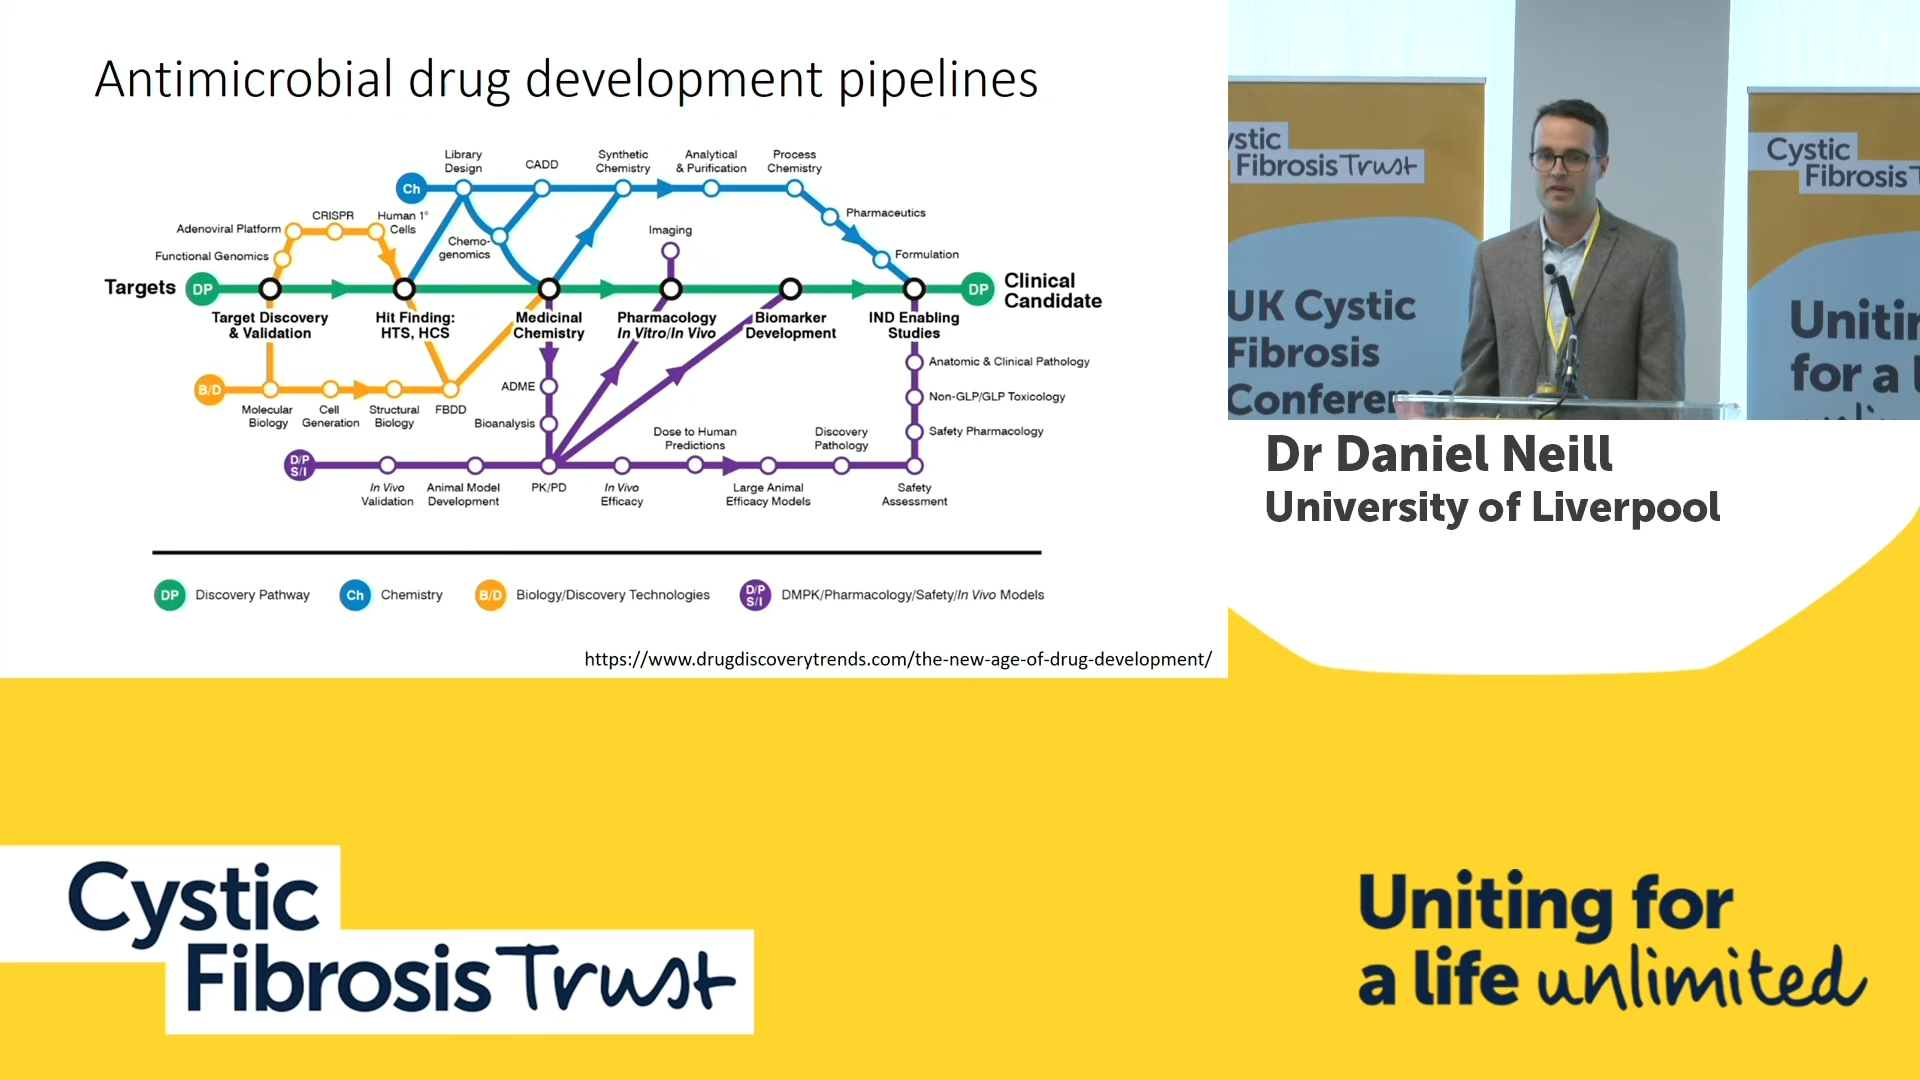 Antimicrobial drug development pipelines
Library
Design
CADD
Synthetic
Chemistry
Analytical
& Purification
Process
Chemistry
Ch
Pharmaceutics
Formulation
Chemo-
genomics
Imaging
Adenoviral Platform
CRISPR
Human 1°
Cells
Functional Genomics
Targets
DP
DP
Clinical
Candidate
Target Discovery
& Validation
Hit Finding:
HTS, HCS
Medicinal
Chemistry
Pharmacology
In Vitro/In Vivo
Biomarker
Development
IND Enabling
Studies
B/D
Molecular
Biology
Cell
Generation
Structural
Biology
FBDD
ADME
Bioanalysis
Anatomic & Clinical Pathology
Non-GLP/GLP Toxicology
Safety Pharmacology
D/P
S/I
In Vivo
Validation
Animal Model
Development
PK/PD
In Vivo
Efficacy
Dose to Human
Predictions
Large Animal
Efficacy Models
Discovery
Pathology
Safety
Assessment
DP
Discovery Pathway
Ch
Chemistry
B/D
Biology/Discovery Technologies
D/P
S/I
DMPK/Pharmacology/Safety/In Vivo Models
https://www.drugdiscoverytrends.com/the-new-age-of-drug-development/
ystic
Fibrosis Trust
UK Cystic
Fibrosis
Conference
Cystic
Fibrosis T
Unitin
for a l
Dr Daniel Neill
University of Liverpool
Cystic
Fibrosis Trust
Uniting for
a life unlimited